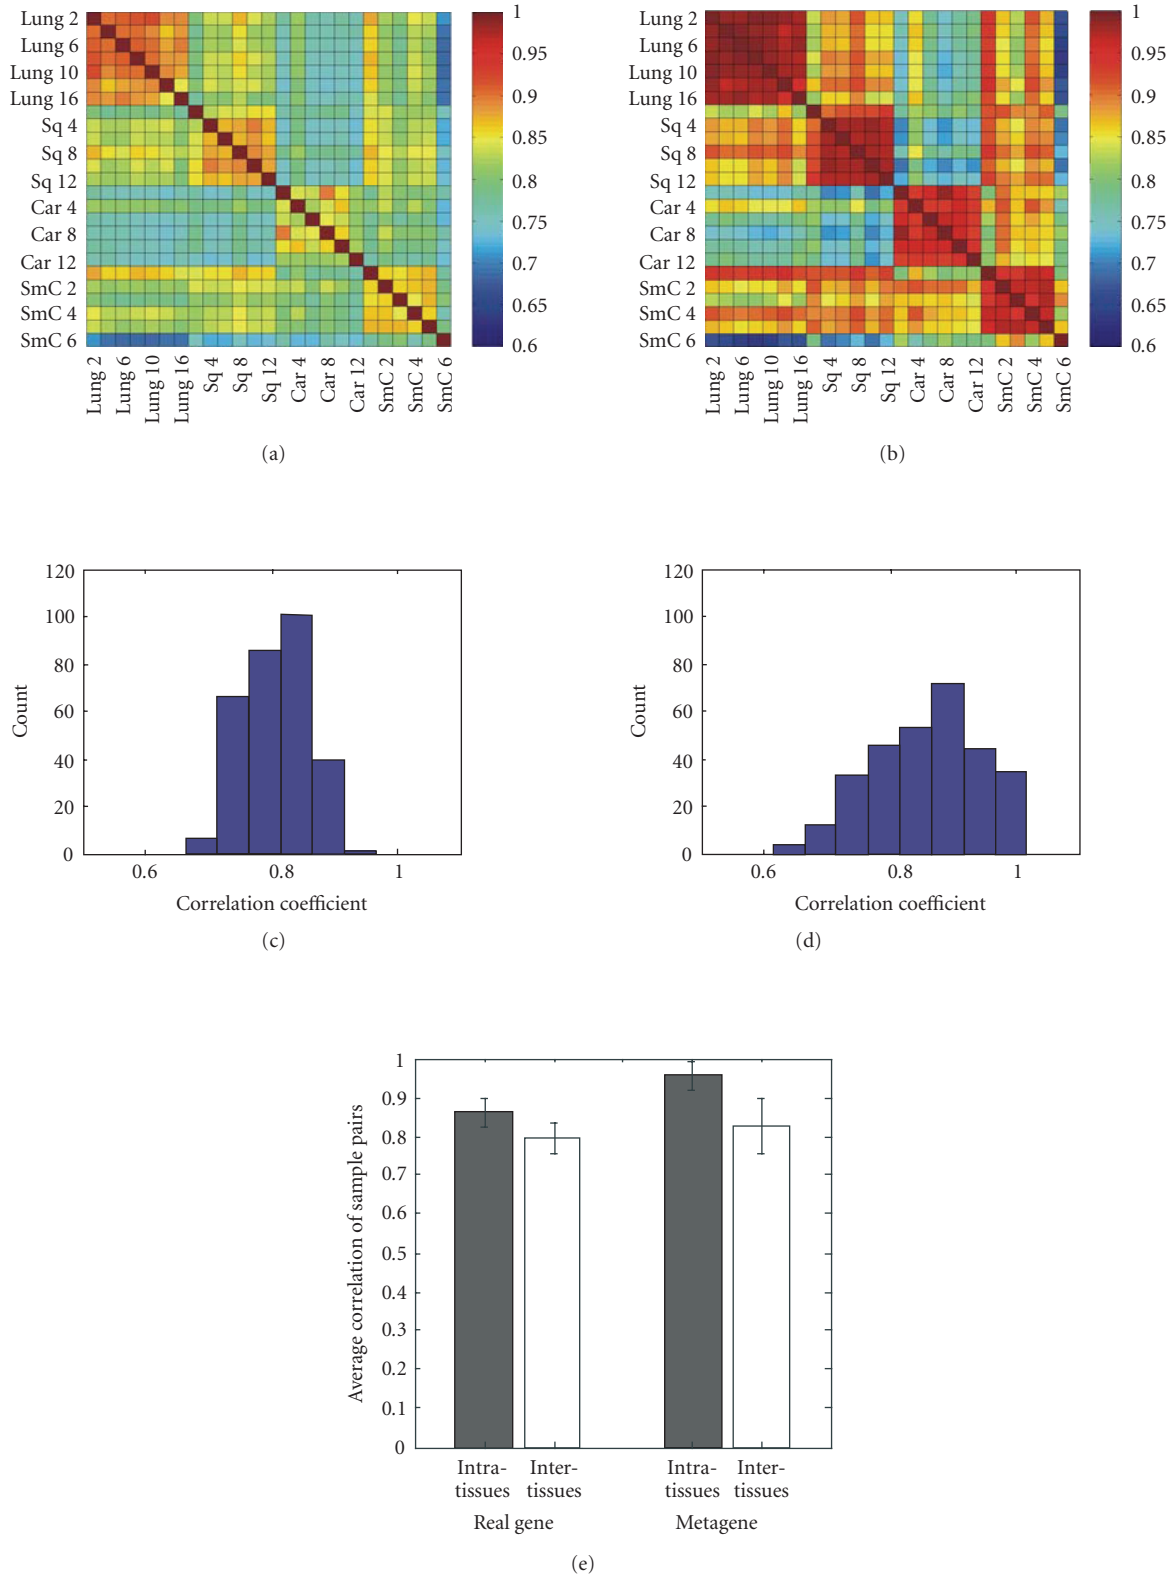 Lung 2
Lung 6
Lung 10
Lung 16
Sq 4
Sq 8
Sq 12
Car 4
Car 8
Car 12
SmC 2
SmC 4
SmC 6
Lung 2
Lung 6
Lung 10
Lung 16
Sq 4
Sq 8
Sq 12
Car 4
Car 8
Car 12
SmC 2
SmC 4
SmC 6
1
0.95
0.9
0.85
0.8
0.75
0.7
0.65
0.6
(a)
Lung 2
Lung 6
Lung 10
Lung 16
Sq 4
Sq 8
Sq 12
Car 4
Car 8
Car 12
SmC 2
SmC 4
SmC 6
Lung 2
Lung 6
Lung 10
Lung 16
Sq 4
Sq 8
Sq 12
Car 4
Car 8
Car 12
SmC 2
SmC 4
SmC 6
1
0.95
0.9
0.85
0.8
0.75
0.7
0.65
0.6
(b)
120
100
80
60
40
20
0
Count
0.6 0.8 1
Correlation coefficient
(c)
120
100
80
60
40
20
0
Count
0.6 0.8 1
Correlation coefficient
(d)
1
0.9
0.8
0.7
0.6
0.5
0.4
0.3
0.2
0.1
0
Average correlation of sample pairs
Intra-
tissues
Inter-
tissues
Intra-
tissues
Inter-
tissues
Real gene
Metagene
(e)